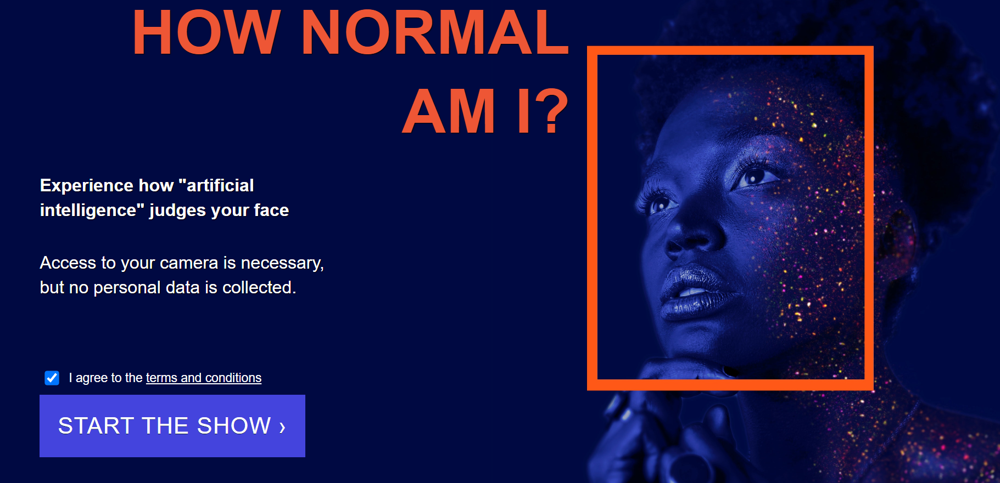 HOW NORMAL
AM I?
Experience how "artificial
intelligence" judges your face
Access to your camera is necessary,
but no personal data is collected.
I agree to the terms and conditions
START THE SHOW ›